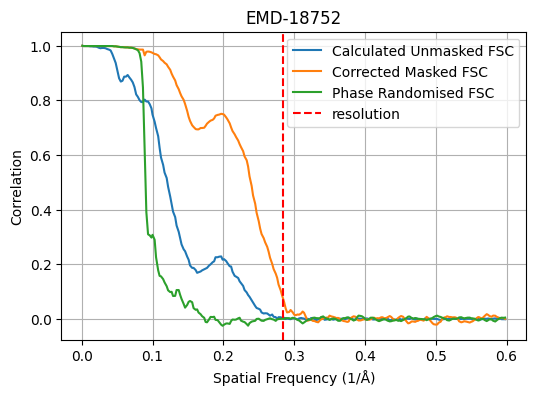 EMD-18752
Calculated Unmasked FSC
Corrected Masked FSC
Phase Randomised FSC
resolution
Correlation
1.0
0.8
0.6
0.4
0.2
0.0
0.0 0.1 0.2 0.3 0.4 0.5 0.6
Spatial Frequency (1/Å)